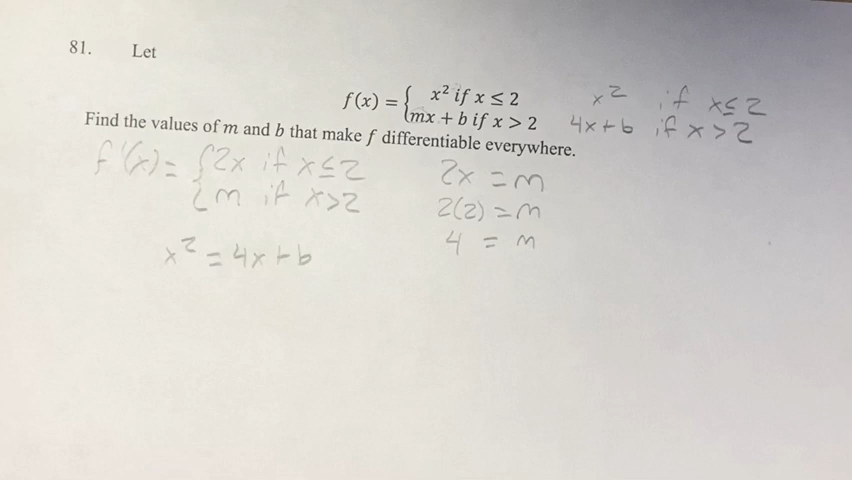 81. Let
f(x) = { x² if x ≤ 2
mx + b if x > 2
x² if x ≤ 2
4x + b if x > 2
Find the values of m and b that make f differentiable everywhere.
f'(x) = { 2x if x ≤ 2
{ m if x > 2
2x = m
2(2) = m
4 = m
x² = 4x + b